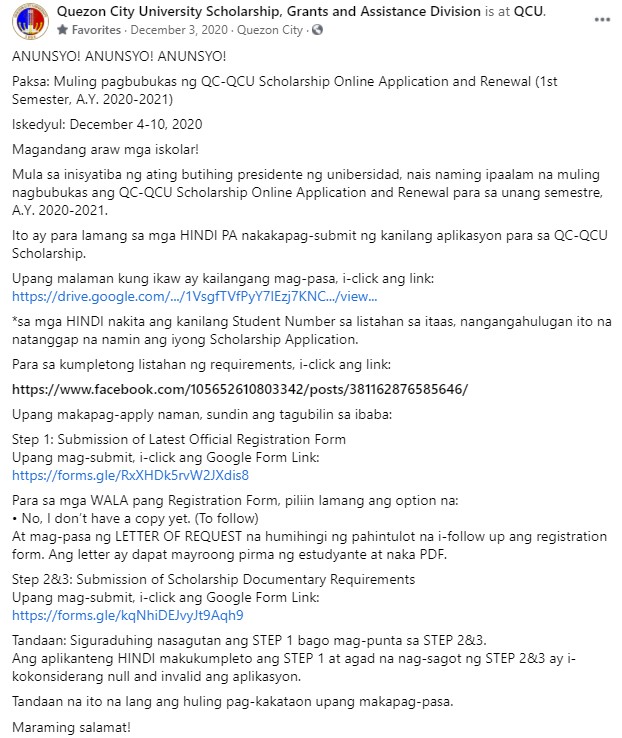 Quezon City University Scholarship, Grants and Assistance Division is at QCU.
Favorites · December 3, 2020 · Quezon City ·
ANUNSYO! ANUNSYO! ANUNSYO!
Paksa: Muling pagbubukas ng QC-QCU Scholarship Online Application and Renewal (1st
Semester, A.Y. 2020-2021)
Iskedyul: December 4-10, 2020
Magandang araw mga iskolar!
Mula sa inisyatiba ng ating butihing presidente ng unibersidad, nais naming ipaalam na muling
nagbubukas ang QC-QCU Scholarship Online Application and Renewal para sa unang semestre,
A.Y. 2020-2021.
Ito ay para lamang sa mga HINDI PA nakakapag-submit ng kanilang aplikasyon para sa QC-QCU
Scholarship.
Upang malaman kung ikaw ay kailangang mag-pasa, i-click ang link:
https://drive.google.com/.../1VsgfTVfPyY7IEzj7KNC.../view...
*sa mga HINDI nakita ang kanilang Student Number sa listahan sa itaas, nangangahulugan ito na
natanggap na namin ang iyong Scholarship Application.
Para sa kumpletong listahan ng requirements, i-click ang link:
https://www.facebook.com/105652610803342/posts/381162876585646/
Upang makapag-apply naman, sundin ang tagubilin sa ibaba:
Step 1: Submission of Latest Official Registration Form
Upang mag-submit, i-click ang Google Form Link:
https://forms.gle/RxXHDk5rvW2JXdis8
Para sa mga WALA pang Registration Form, piliin lamang ang option na:
• No, I don't have a copy yet. (To follow)
At mag-pasa ng LETTER OF REQUEST na humihingi ng pahintulot na i-follow up ang registration
form. Ang letter ay dapat mayroong pirma ng estudyante at naka PDF.
Step 2&3: Submission of Scholarship Documentary Requirements
Upang mag-submit, i-click ang Google Form Link:
https://forms.gle/kqNhiDEJvyJt9Aqh9
Tandaan: Siguraduhing nasagutan ang STEP 1 bago mag-punta sa STEP 2&3.
Ang aplikanteng HINDI makukumpleto ang STEP 1 at agad na nag-sagot ng STEP 2&3 ay i-
kokonsiderang null and invalid ang aplikasyon.
Tandaan na ito na lang ang huling pag-kakataon upang makapag-pasa.
Maraming salamat!